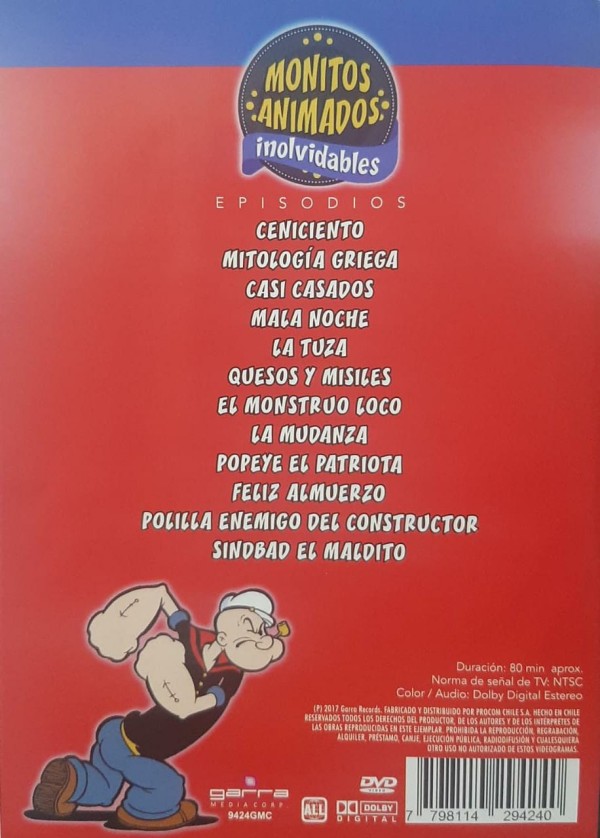 MONITOS
ANIMADOS
inolvidables
EPISODIOS
CENICIENTO
MITOLOGÍA GRIEGA
CASI CASADOS
MALA NOCHE
LA TUZA
QUESOS Y MISILES
EL MONSTRUO LOCO
LA MUDANZA
POPEYE EL PATRIOTA
FELIZ ALMUERZO
POLILLA ENEMIGO DEL CONSTRUCTOR
SINDBAD EL MALDITO
Duración: 80 min aprox.
Norma de señal de TV: NTSC
Color / Audio: Dolby Digital Estereo
(P) 2017 Garra Records. FABRICADO Y DISTRIBUIDO POR PROCOM CHILE S.A. HECHO EN CHILE
RESERVADOS TODOS LOS DERECHOS DEL PRODUCTOR, DE LOS AUTORES Y DE LOS INTÉRPRETES DE
LAS OBRAS REPRODUCIDAS EN ESTE EJEMPLAR. PROHIBIDA LA REPRODUCCIÓN, REGRABACIÓN,
ALQUILER, PRÉSTAMO, CANJE, EJECUCIÓN PÚBLICA, RADIODIFUSIÓN Y CUALESQUIERA
OTRO USO NO AUTORIZADO DE ESTOS VIDEOGRAMAS.
garra
MEDIA CORP.
9424GMC
ALL
DVD
VIDEO
DOLBY
DIGITAL
7 798114 294240